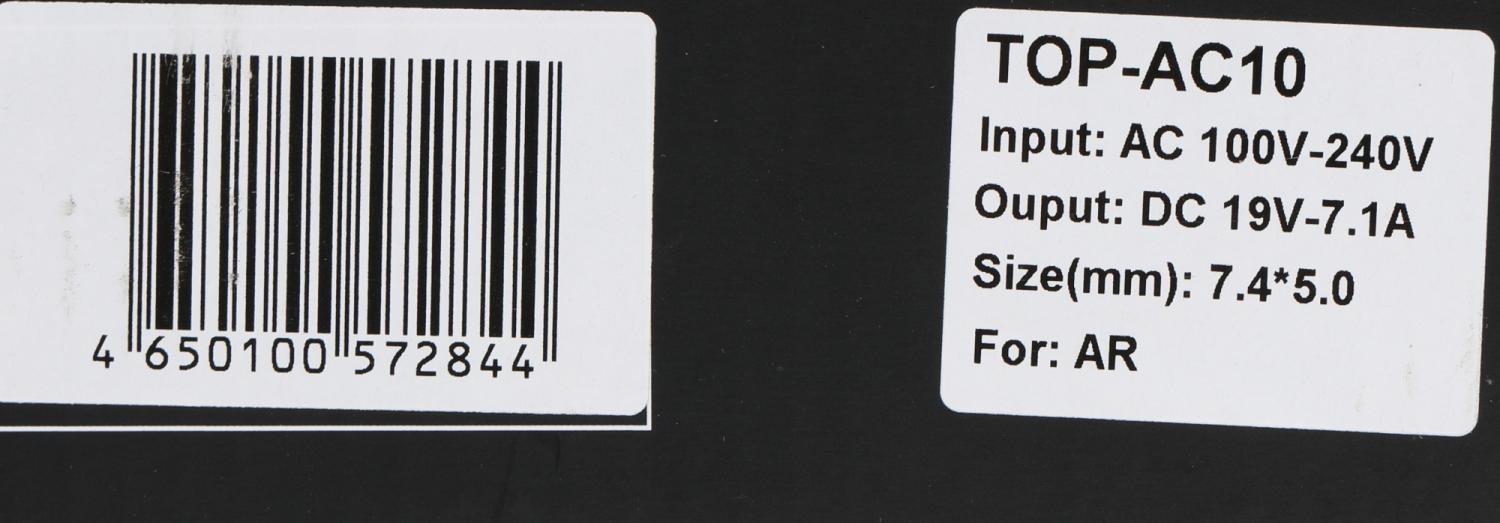 4 650100 572844
TOP-AC10
Input: AC 100V-240V
Ouput: DC 19V-7.1A
Size(mm): 7.4*5.0
For: AR